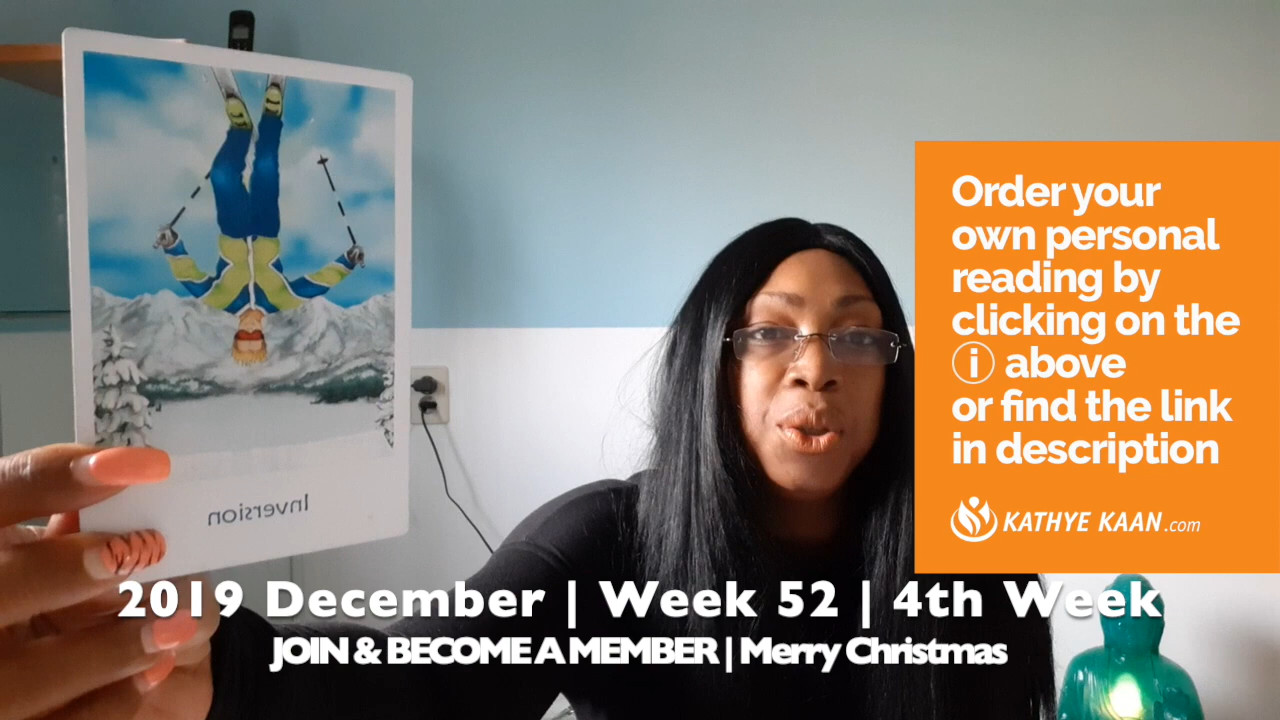 Order your
own personal
reading by
clicking on the
i above
or find the link
in description
KATHYE KAAN.com
Inversion
2019 December | Week 52 | 4th Week
JOIN & BECOME A MEMBER | Merry Christmas